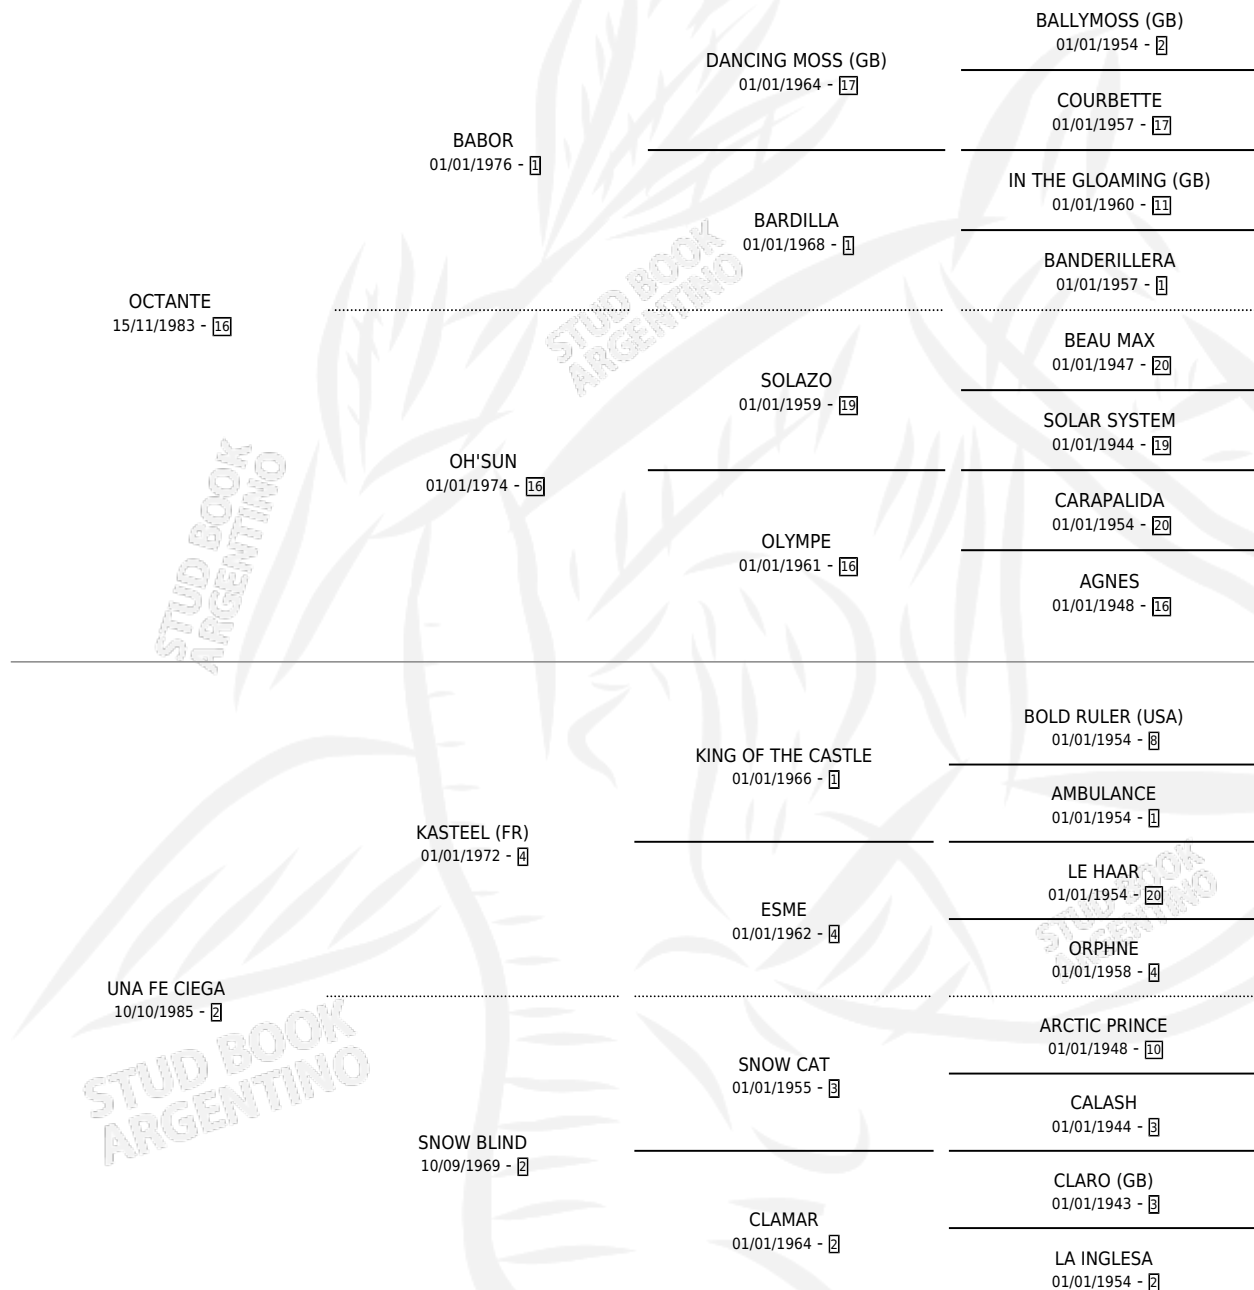 BALLYMOSS (GB)
01/01/1954 - 2
DANCING MOSS (GB)
01/01/1964 - 17
COURBETTE
01/01/1957 - 17
BABOR
01/01/1976 - 1
IN THE GLOAMING (GB)
01/01/1960 - 11
BARDILLA
01/01/1968 - 1
BANDERILLERA
01/01/1957 - 1
OCTANTE
15/11/1983 - 16
BEAU MAX
01/01/1947 - 20
SOLAZO
01/01/1959 - 19
SOLAR SYSTEM
01/01/1944 - 19
OH'SUN
01/01/1974 - 16
CARAPALIDA
01/01/1954 - 20
OLYMPE
01/01/1961 - 16
AGNES
01/01/1948 - 16
STUD BOOK
ARGENTINO
STUD BOOK
ARGENTINO
BOLD RULER (USA)
01/01/1954 - 8
KING OF THE CASTLE
01/01/1966 - 1
AMBULANCE
01/01/1954 - 1
KASTEEL (FR)
01/01/1972 - 4
LE HAAR
01/01/1954 - 20
ESME
01/01/1962 - 4
ORPHNE
01/01/1958 - 4
UNA FE CIEGA
10/10/1985 - 2
ARCTIC PRINCE
01/01/1948 - 10
SNOW CAT
01/01/1955 - 3
CALASH
01/01/1944 - 3
SNOW BLIND
10/09/1969 - 2
CLARO (GB)
01/01/1943 - 3
CLAMAR
01/01/1964 - 2
LA INGLESA
01/01/1954 - 2
STUD BOOK
ARGENTINO
STUD BOOK
ARGENTINO